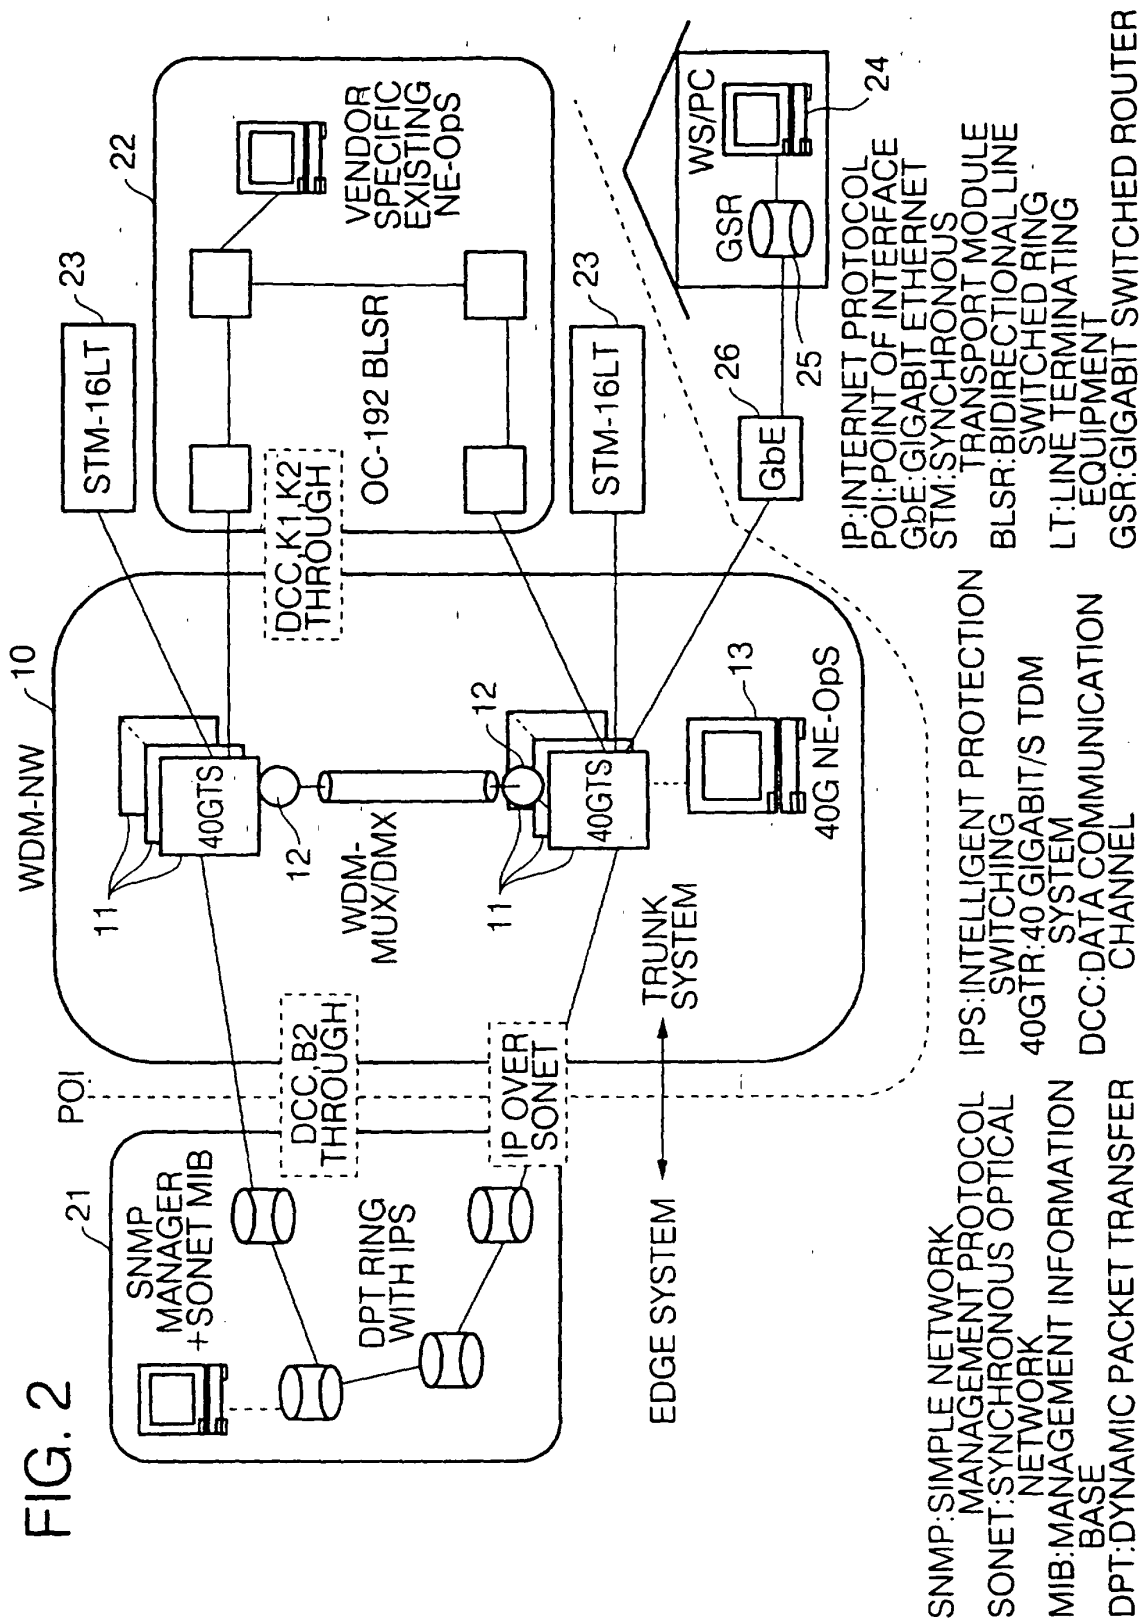 FIG. 2
21
SNMP
MANAGER
+SONET MIB
DPT RING
WITH IPS
POI
DCC,B2
THROUGH
IP OVER
SONET
EDGE SYSTEM
TRUNK
SYSTEM
WDM-NW
10
11
40GTS
12
WDM-
MUX/DMX
11
12
40GTS
13
40G NE-OpS
DCC,K1,K2
THROUGH
STM-16LT
23
22
OC-192 BLSR
VENDOR
SPECIFIC
EXISTING
NE-OpS
STM-16LT
23
GbE
26
25
GSR
WS/PC
24
SNMP:SIMPLE NETWORK
MANAGEMENT PROTOCOL
SONET:SYNCHRONOUS OPTICAL
NETWORK
MIB:MANAGEMENT INFORMATION
BASE
DPT:DYNAMIC PACKET TRANSFER
IPS:INTELLIGENT PROTECTION
SWITCHING
40GTR:40 GIGABIT/S TDM
SYSTEM
DCC:DATA COMMUNICATION
CHANNEL
IP:INTERNET PROTOCOL
POI:POINT OF INTERFACE
GbE:GIGABIT ETHERNET
STM:SYNCHRONOUS
TRANSPORT MODULE
BLSR:BIDIRECTIONAL LINE
SWITCHED RING
LT:LINE TERMINATING
EQUIPMENT
GSR:GIGABIT SWITCHED ROUTER